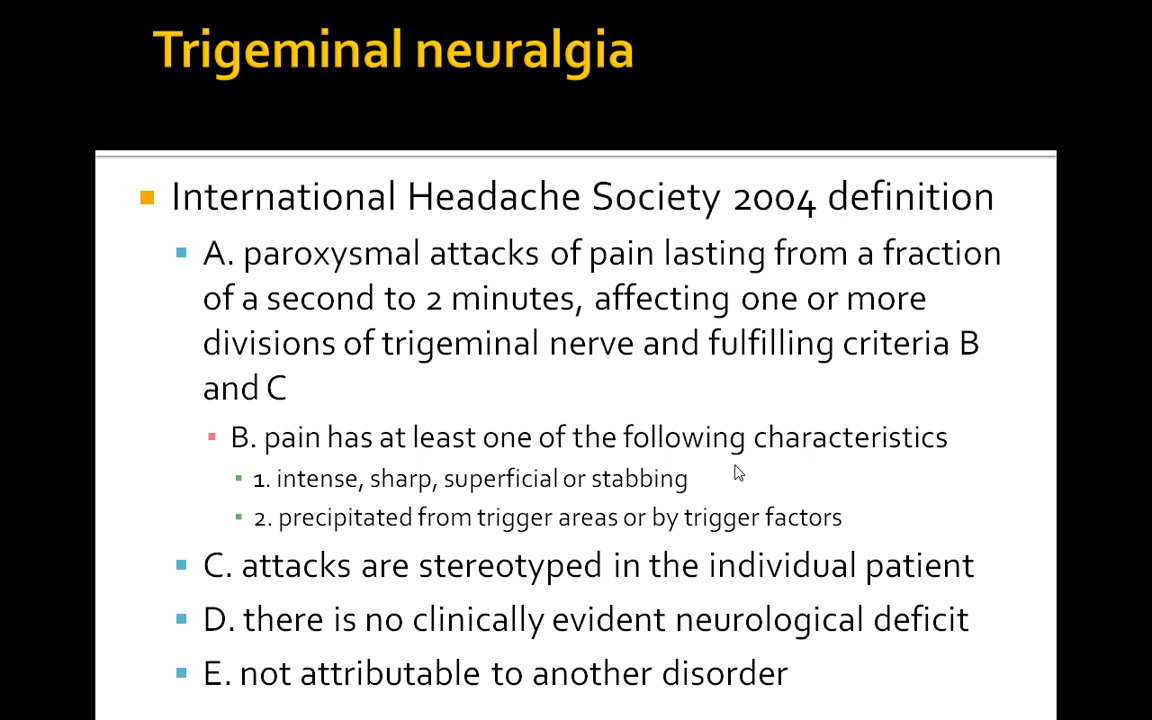 Trigeminal neuralgia
International Headache Society 2004 definition
A. paroxysmal attacks of pain lasting from a fraction
of a second to 2 minutes, affecting one or more
divisions of trigeminal nerve and fulfilling criteria B
and C
B. pain has at least one of the following characteristics
1. intense, sharp, superficial or stabbing
2. precipitated from trigger areas or by trigger factors
C. attacks are stereotyped in the individual patient
D. there is no clinically evident neurological deficit
E. not attributable to another disorder